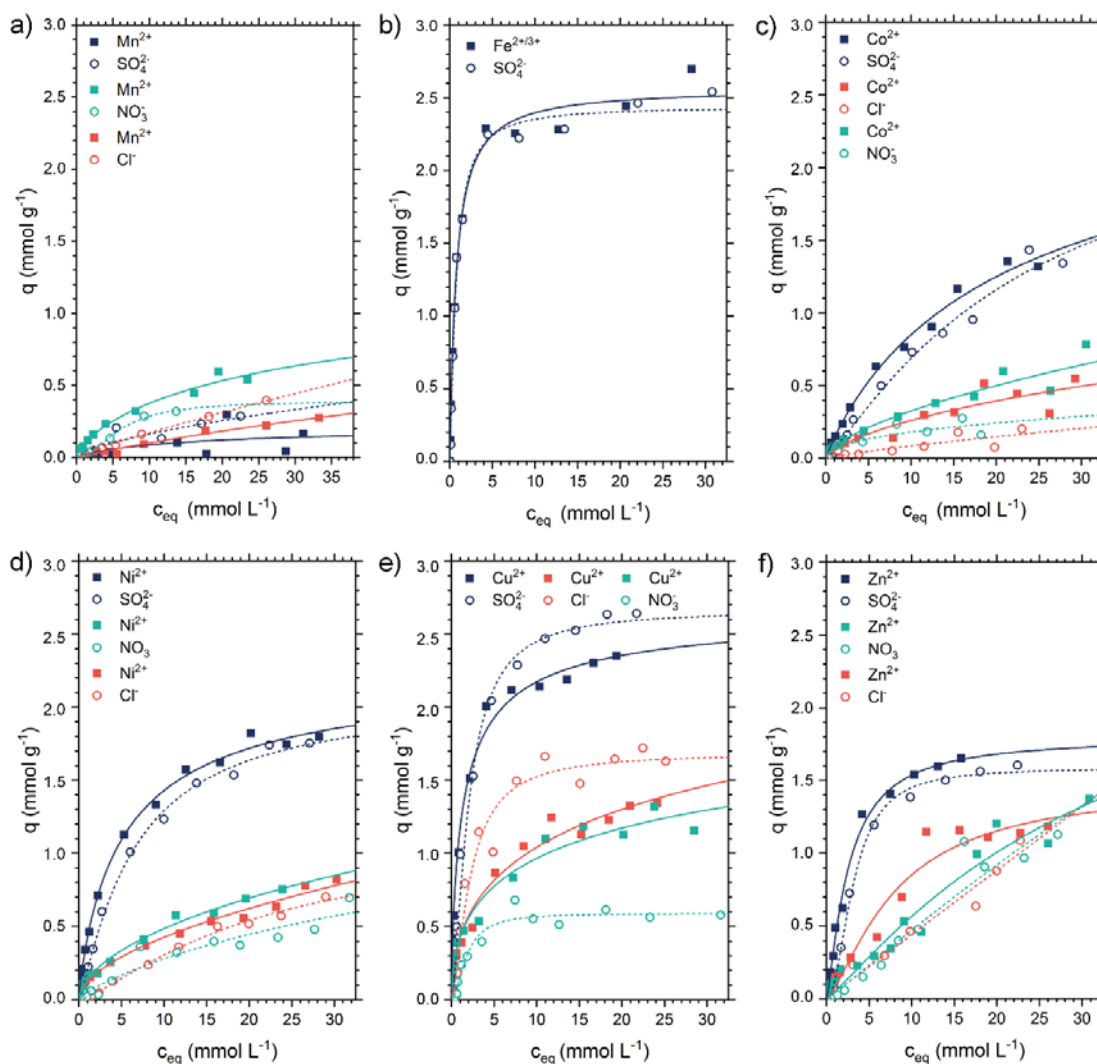 a)
Mn²⁺
SO₄²⁻
Mn²⁺
NO₃⁻
Mn²⁺
Cl⁻
3.0
2.5
2.0
1.5
1.0
0.5
0.0
q (mmol g⁻¹)
0 5 10 15 20 25 30 35
c_eq (mmol L⁻¹)
b)
Fe²⁺/³⁺
SO₄²⁻
3.0
2.5
2.0
1.5
1.0
0.5
0.0
q (mmol g⁻¹)
0 5 10 15 20 25 30
c_eq (mmol L⁻¹)
c)
Co²⁺
SO₄²⁻
Co²⁺
Cl⁻
Co²⁺
NO₃⁻
3.0
2.5
2.0
1.5
1.0
0.5
0.0
q (mmol g⁻¹)
0 5 10 15 20 25 30
c_eq (mmol L⁻¹)
d)
Ni²⁺
SO₄²⁻
Ni²⁺
NO₃
Ni²⁺
Cl⁻
3.0
2.5
2.0
1.5
1.0
0.5
0.0
q (mmol g⁻¹)
0 5 10 15 20 25 30
c_eq (mmol L⁻¹)
e)
Cu²⁺ Cu²⁺ Cu²⁺
SO₄²⁻ Cl⁻ NO₃⁻
3.0
2.5
2.0
1.5
1.0
0.5
0.0
q (mmol g⁻¹)
0 5 10 15 20 25 30
c_eq (mmol L⁻¹)
f)
Zn²⁺
SO₄²⁻
Zn²⁺
NO₃
Zn²⁺
Cl⁻
3.0
2.5
2.0
1.5
1.0
0.5
0.0
q (mmol g⁻¹)
0 5 10 15 20 25 30
c_eq (mmol L⁻¹)